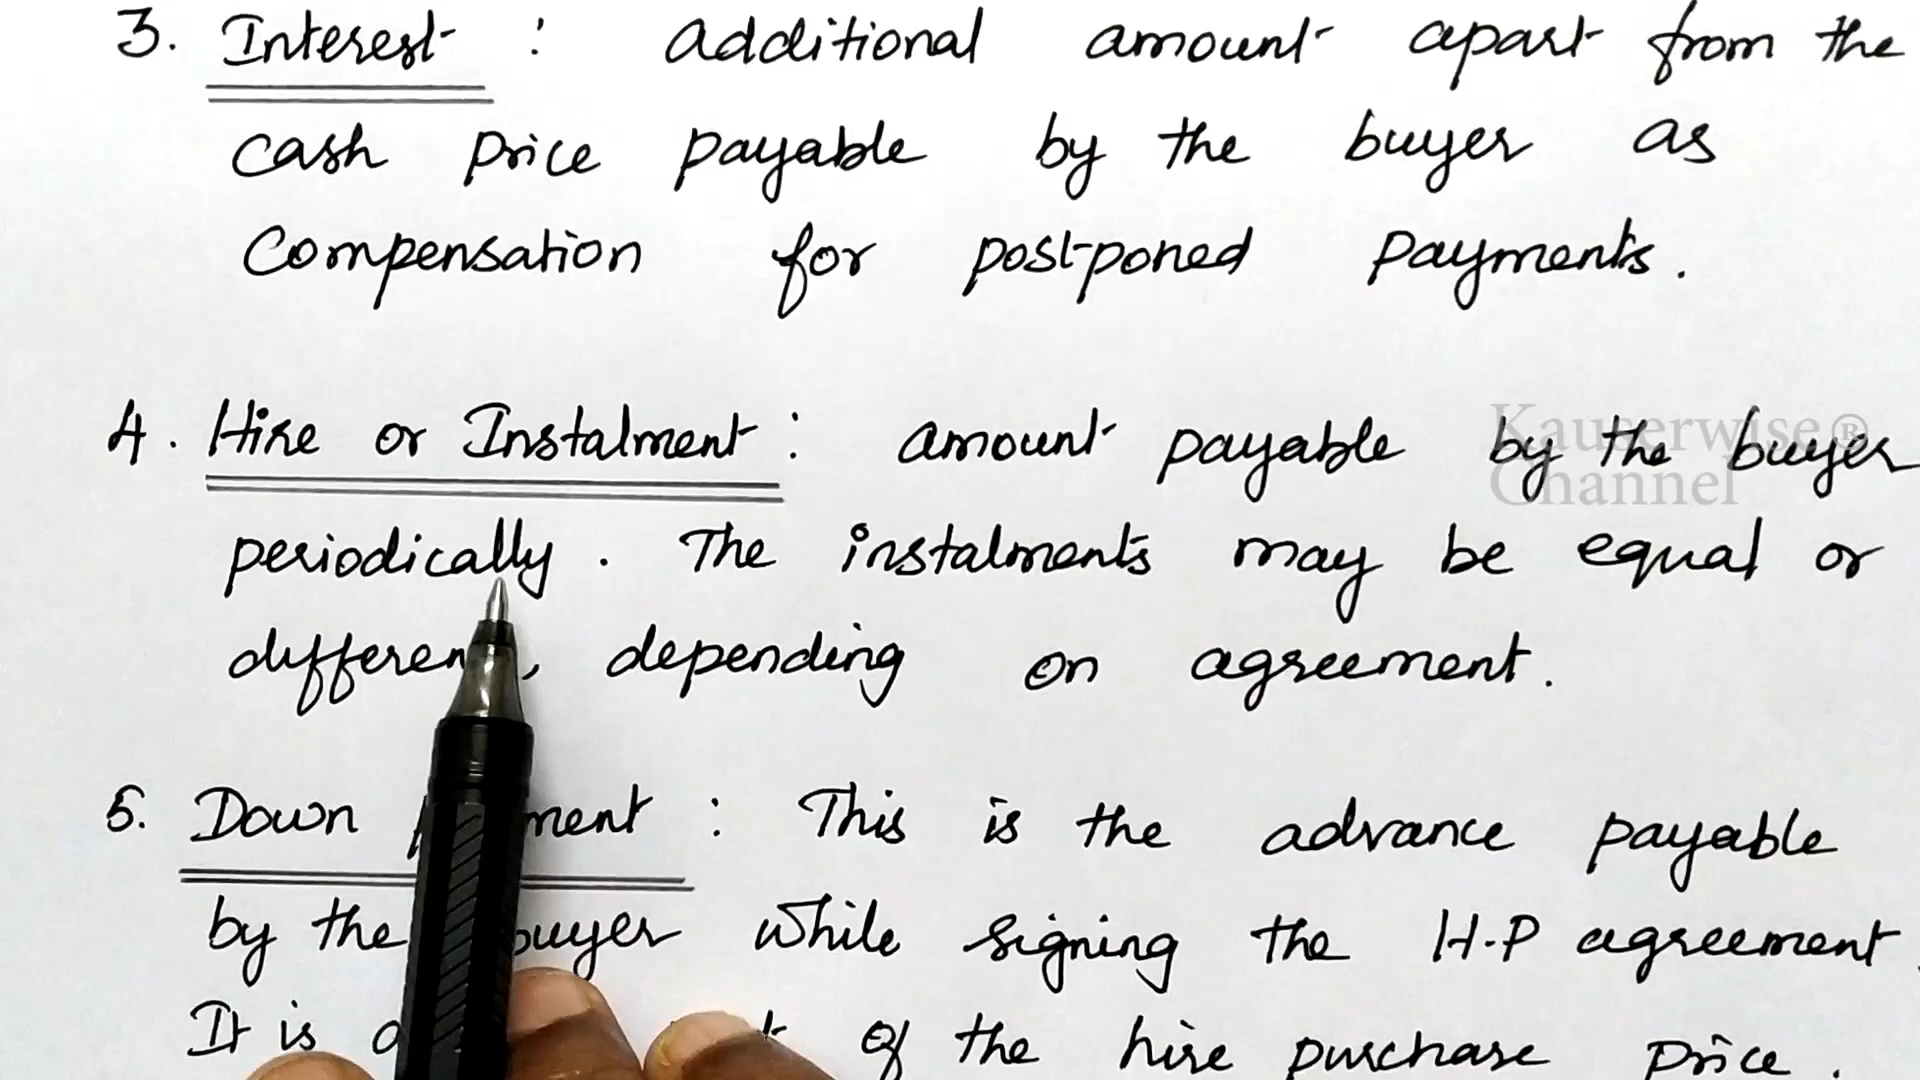 3. Interest : additional amount apart from the
cash price payable by the buyer as
Compensation for post-poned payments.
4. Hire or Instalment : amount payable by the buyer
periodically. The instalments may be equal or
different, depending on agreement.
5. Down : This is the advance payable
by the buyer while signing the H.P agreement.
It is of the hire purchase price.
Kauserwise®
Channel